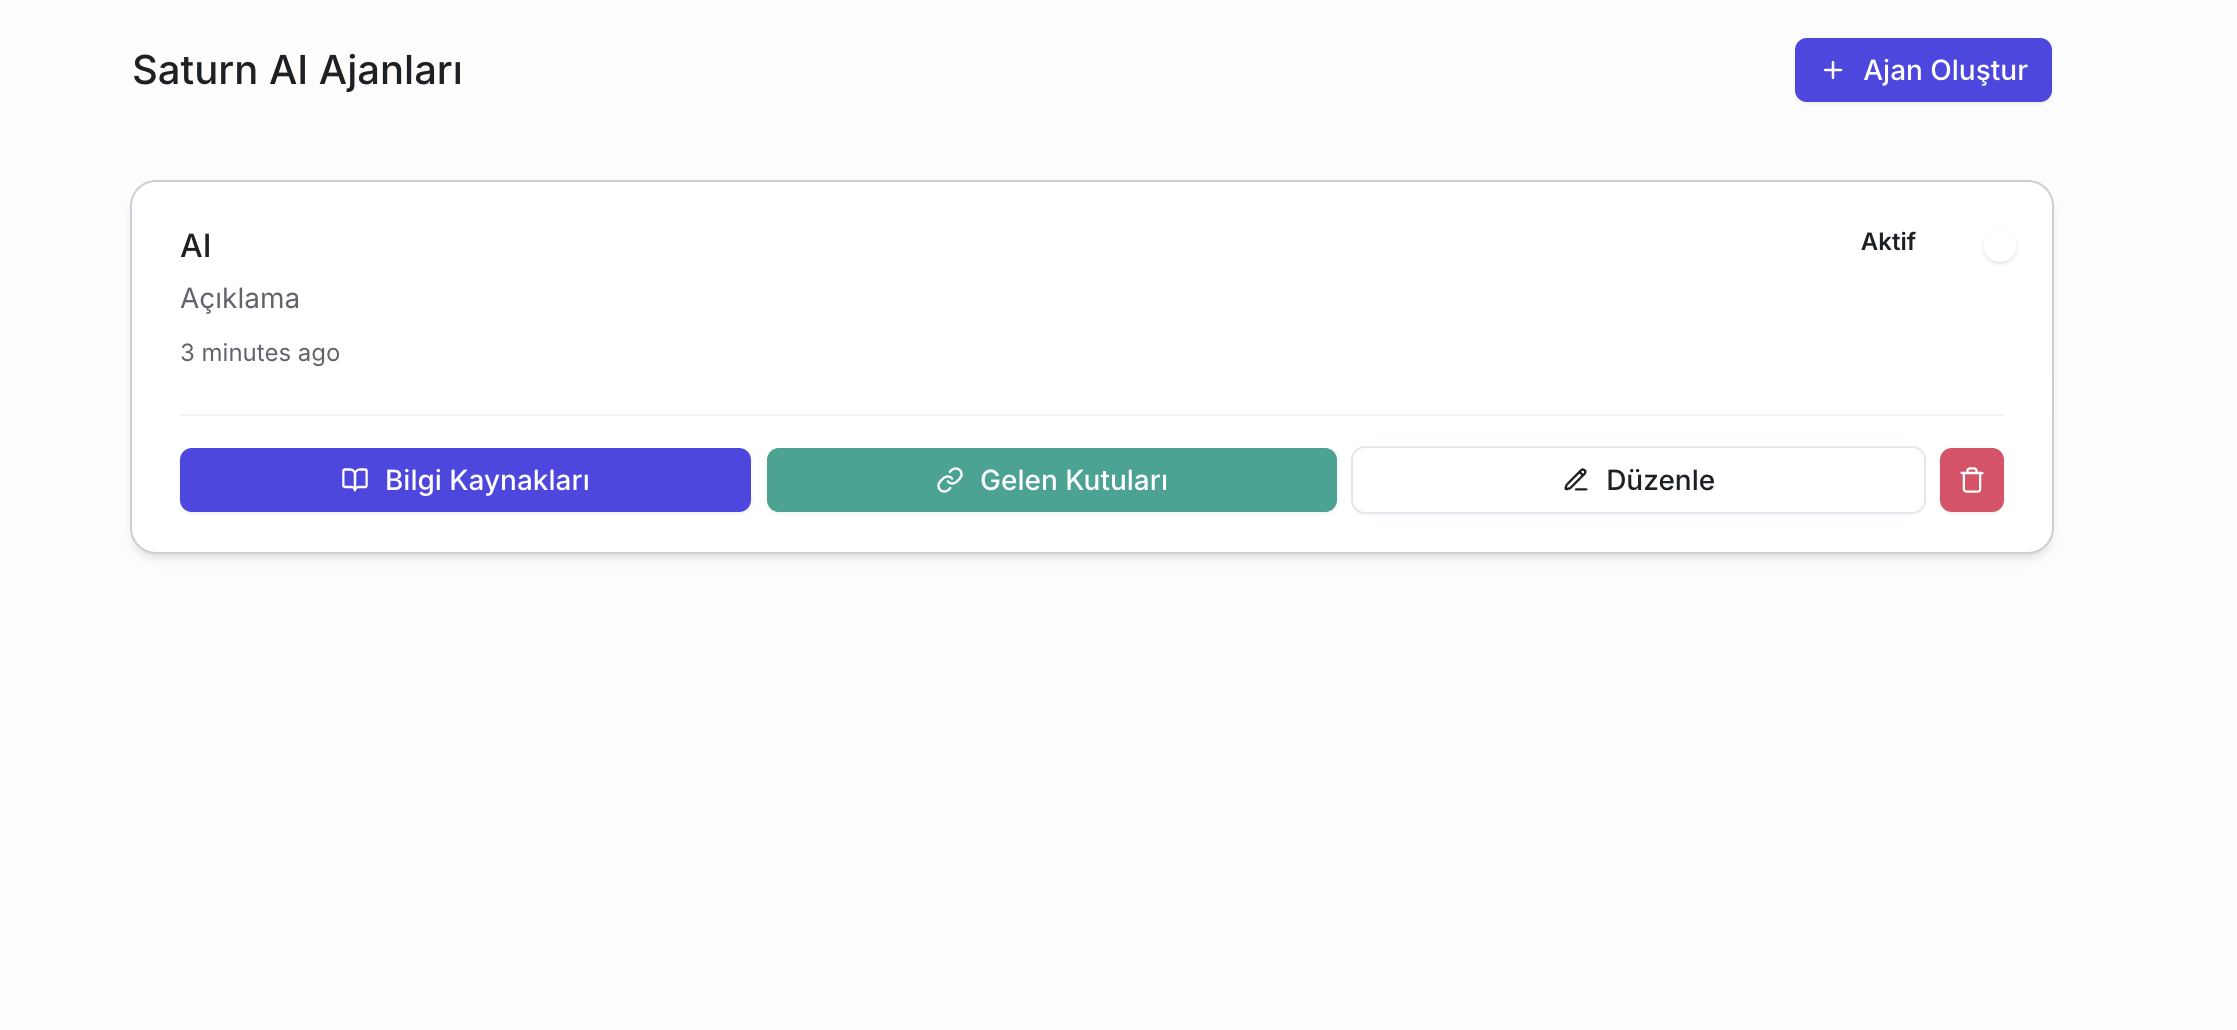 Saturn AI Ajanları
Ajan Oluştur
AI
Aktif
Açıklama
3 minutes ago
Bilgi Kaynakları
Gelen Kutuları
Düzenle